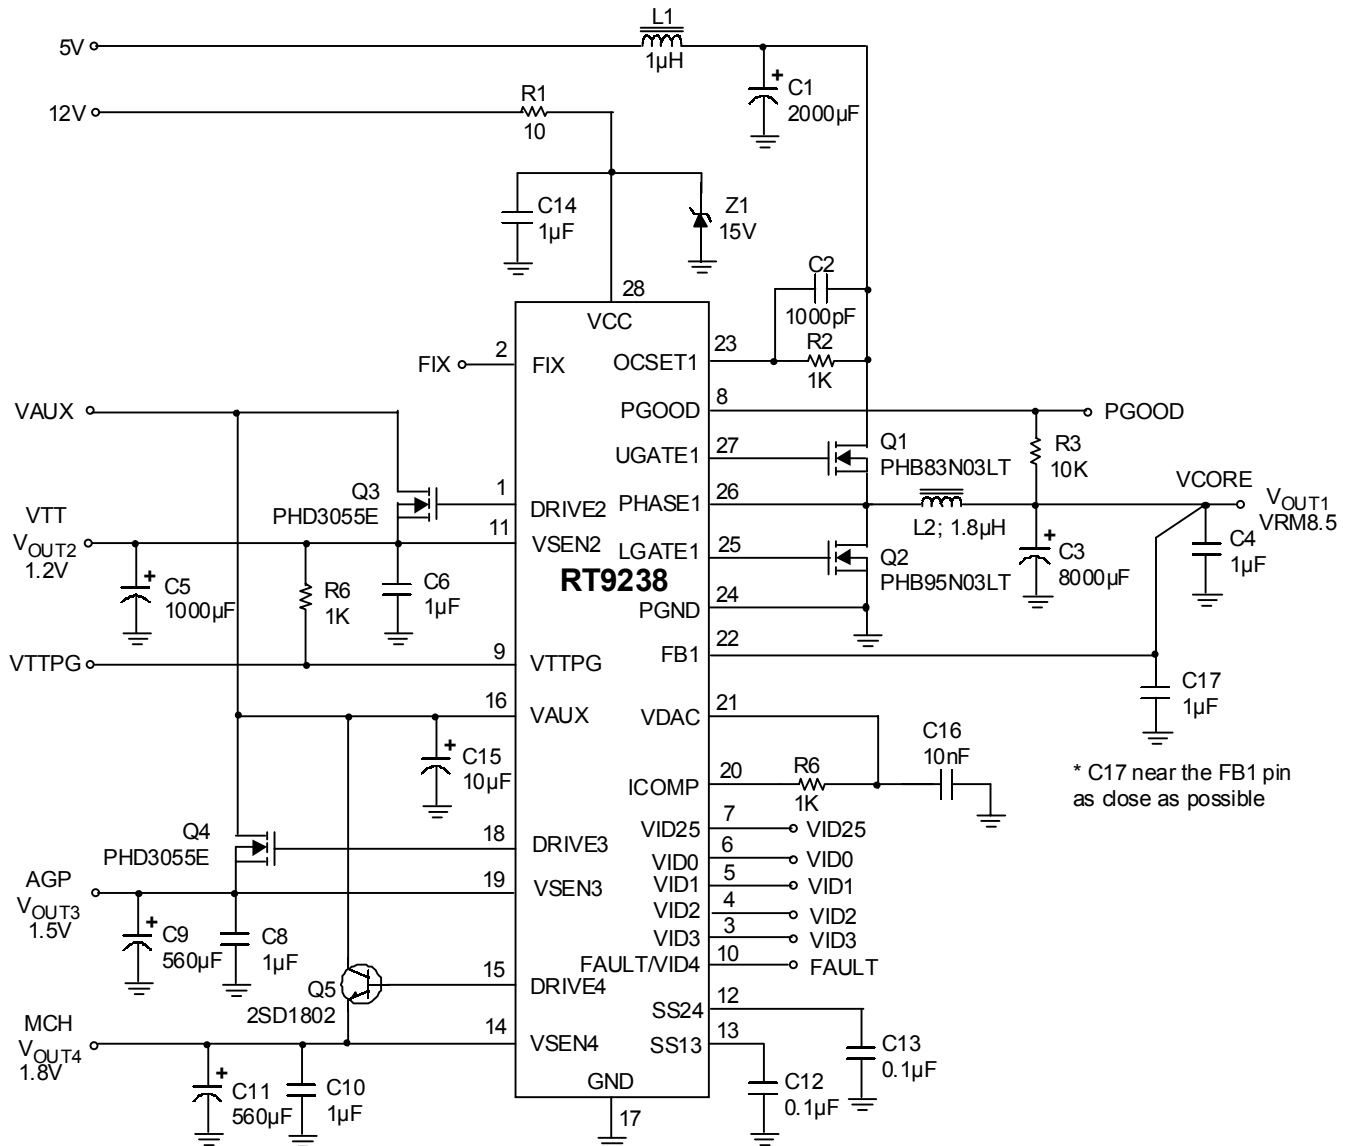 L1
5V
1µH
C1
2000µF
12V
R1
10
C14
1µF
Z1
15V
C2
1000pF
28
VCC
23
OCSET1
R2
1K
FIX
2
FIX
VAUX
8
PGOOD
PGOOD
27
UGATE1
Q1
PHB83N03LT
R3
10K
Q3
PHD3055E
1
DRIVE2
26
PHASE1
L2; 1.8µH
VCORE
VOUT1
VRM8.5
VTT
VOUT2
1.2V
11
VSEN2
25
LGATE1
Q2
PHB95N03LT
C3
8000µF
C4
1µF
RT9238
C5
1000µF
R6
1K
C6
1µF
24
PGND
VTTPG
9
VTTPG
22
FB1
C17
1µF
16
VAUX
21
VDAC
C15
10µF
20
ICOMP
R6
1K
C16
10nF
* C17 near the FB1 pin
as close as possible
Q4
PHD3055E
18
DRIVE3
7
VID25
VID25
6
VID0
VID0
AGP
VOUT3
1.5V
19
VSEN3
5
VID1
VID1
4
VID2
VID2
3
VID3
VID3
C9
560µF
C8
1µF
10
FAULT/VID4
FAULT
Q5
2SD1802
15
DRIVE4
12
SS24
MCH
VOUT4
1.8V
14
VSEN4
13
SS13
C13
0.1µF
C11
560µF
C10
1µF
GND
17
C12
0.1µF